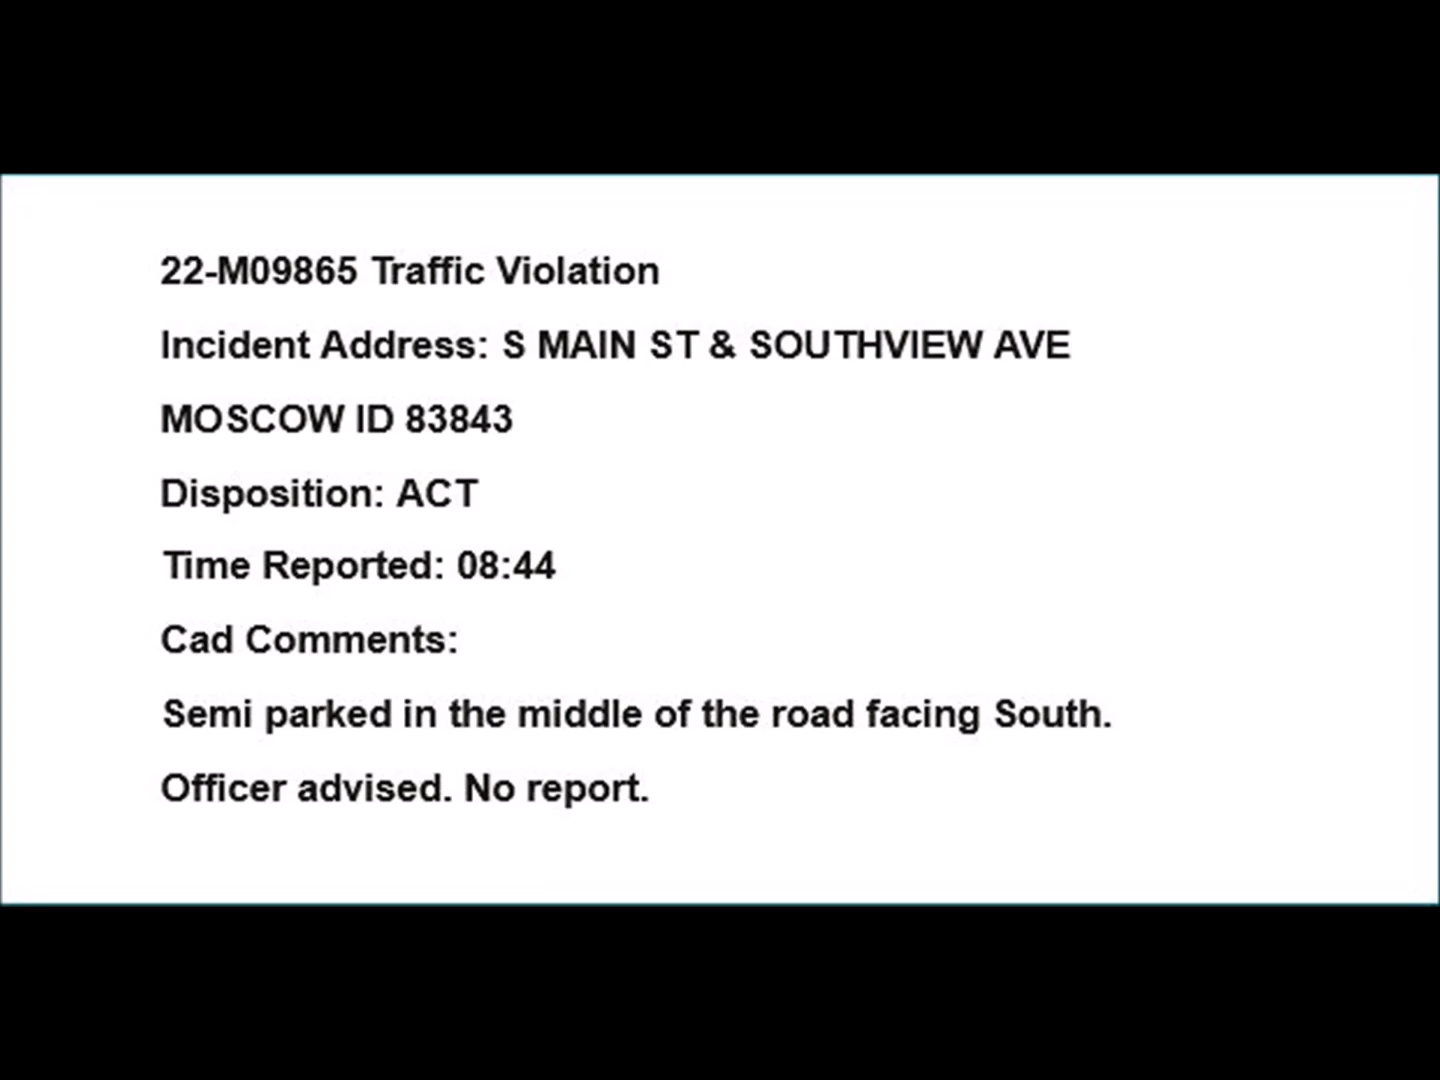 22-M09865 Traffic Violation
Incident Address: S MAIN ST & SOUTHVIEW AVE
MOSCOW ID 83843
Disposition: ACT
Time Reported: 08:44
Cad Comments:
Semi parked in the middle of the road facing South.
Officer advised. No report.